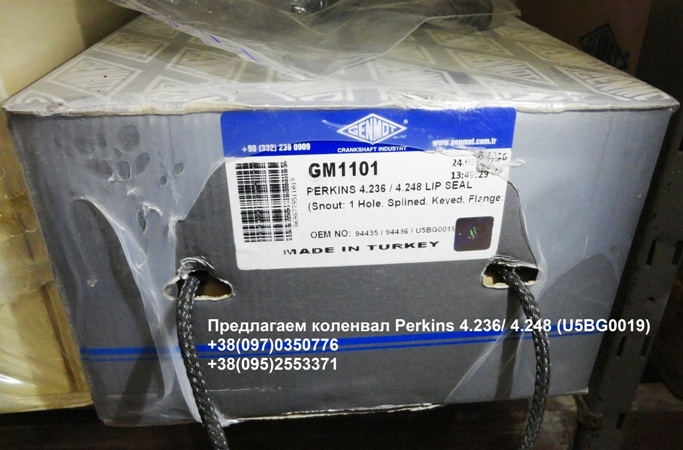 GENMOT
+90 (332) 239 0909
CRANKSHAFT INDUSTRY
www.genmot.com.tr
GM1101
13:49:29
PERKINS 4.236 / 4.248 LIP SEAL
(Snout: 1 Hole. Splined. Keyed. Flange:
OEM NO: 94435 / 94436 / U5BG0019
MADE IN TURKEY
Предлагаем коленвал Perkins 4.236/ 4.248 (U5BG0019)
+38(097)0350776
+38(095)2553371